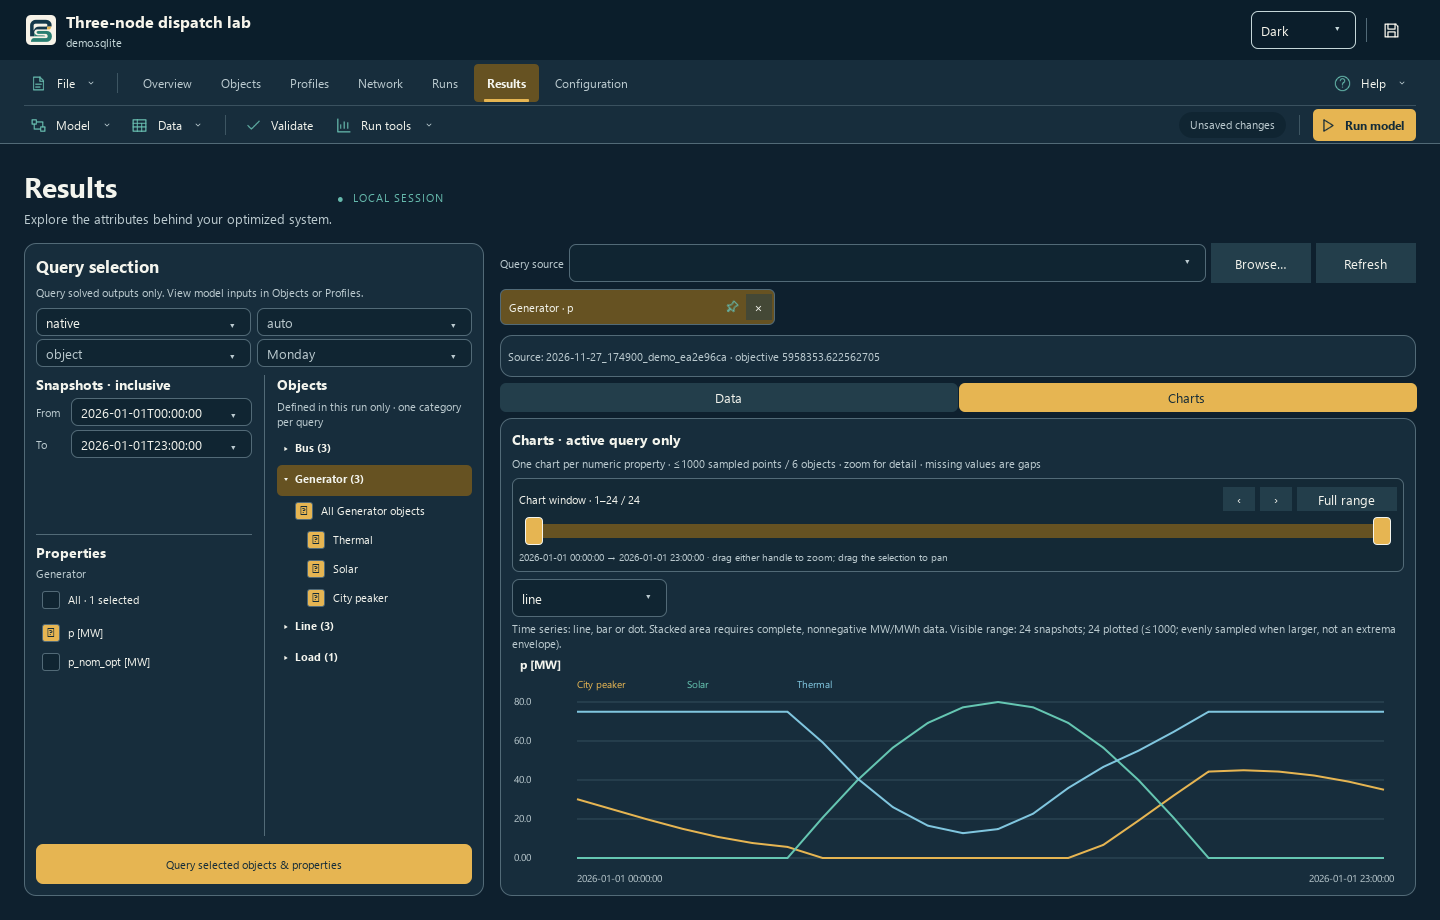 Three-node dispatch lab
demo.sqlite
Dark
File
Overview
Objects
Profiles
Network
Runs
Results
Configuration
Help
Model
Data
Validate
Run tools
Unsaved changes
Run model
Results
LOCAL SESSION
Explore the attributes behind your optimized system.
Query selection
Query solved outputs only. View model inputs in Objects or Profiles.
native
auto
object
Monday
Snapshots · inclusive
From
2026-01-01T00:00:00
To
2026-01-01T23:00:00
Properties
Generator
All · 1 selected
p [MW]
p_nom_opt [MW]
Objects
Defined in this run only · one category
per query
Bus (3)
Generator (3)
All Generator objects
Thermal
Solar
City peaker
Line (3)
Load (1)
Query selected objects & properties
Query source
Browse...
Refresh
Generator · p
×
Source: 2026-11-27_174900_demo_ea2e96ca · objective 5958353.622562705
Data
Charts
Charts · active query only
One chart per numeric property · ≤1000 sampled points / 6 objects · zoom for detail · missing values are gaps
Chart window · 1–24 / 24
‹
›
Full range
2026-01-01 00:00:00 — 2026-01-01 23:00:00 · drag either handle to zoom; drag the selection to pan
line
Time series: line, bar or dot. Stacked area requires complete, nonnegative MW/MWh data. Visible range: 24 snapshots; 24 plotted (≤1000; evenly sampled when larger, not an extrema
envelope).
p [MW]
City peaker
Solar
Thermal
80.0
60.0
40.0
20.0
0.00
2026-01-01 00:00:00
2026-01-01 23:00:00